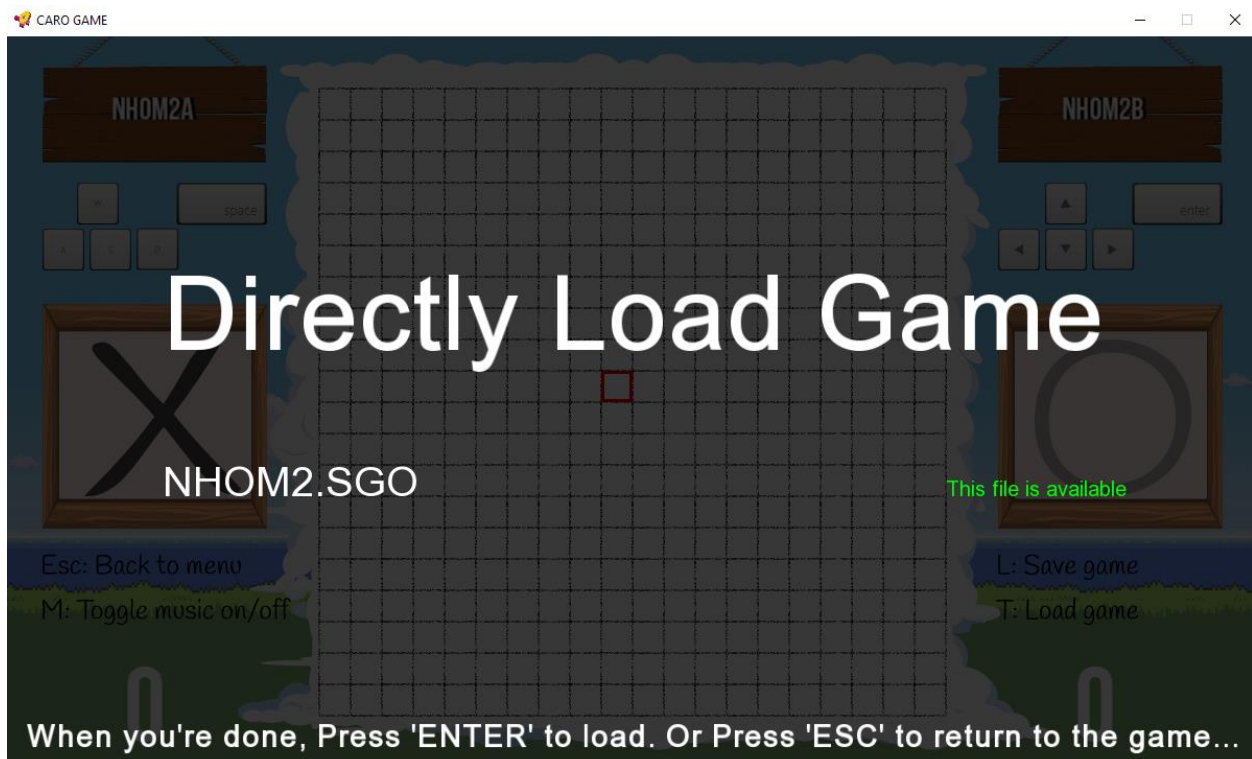 CARO GAME
NHOM2A
NHOM2B
W
space
enter
A
D
Directly Load Game
NHOM2.SGO
This file is available
Esc: Back to menu
L: Save game
M: Toggle music on/off
T: Load game
0
0
When you're done, Press 'ENTER' to load. Or Press 'ESC' to return to the game...